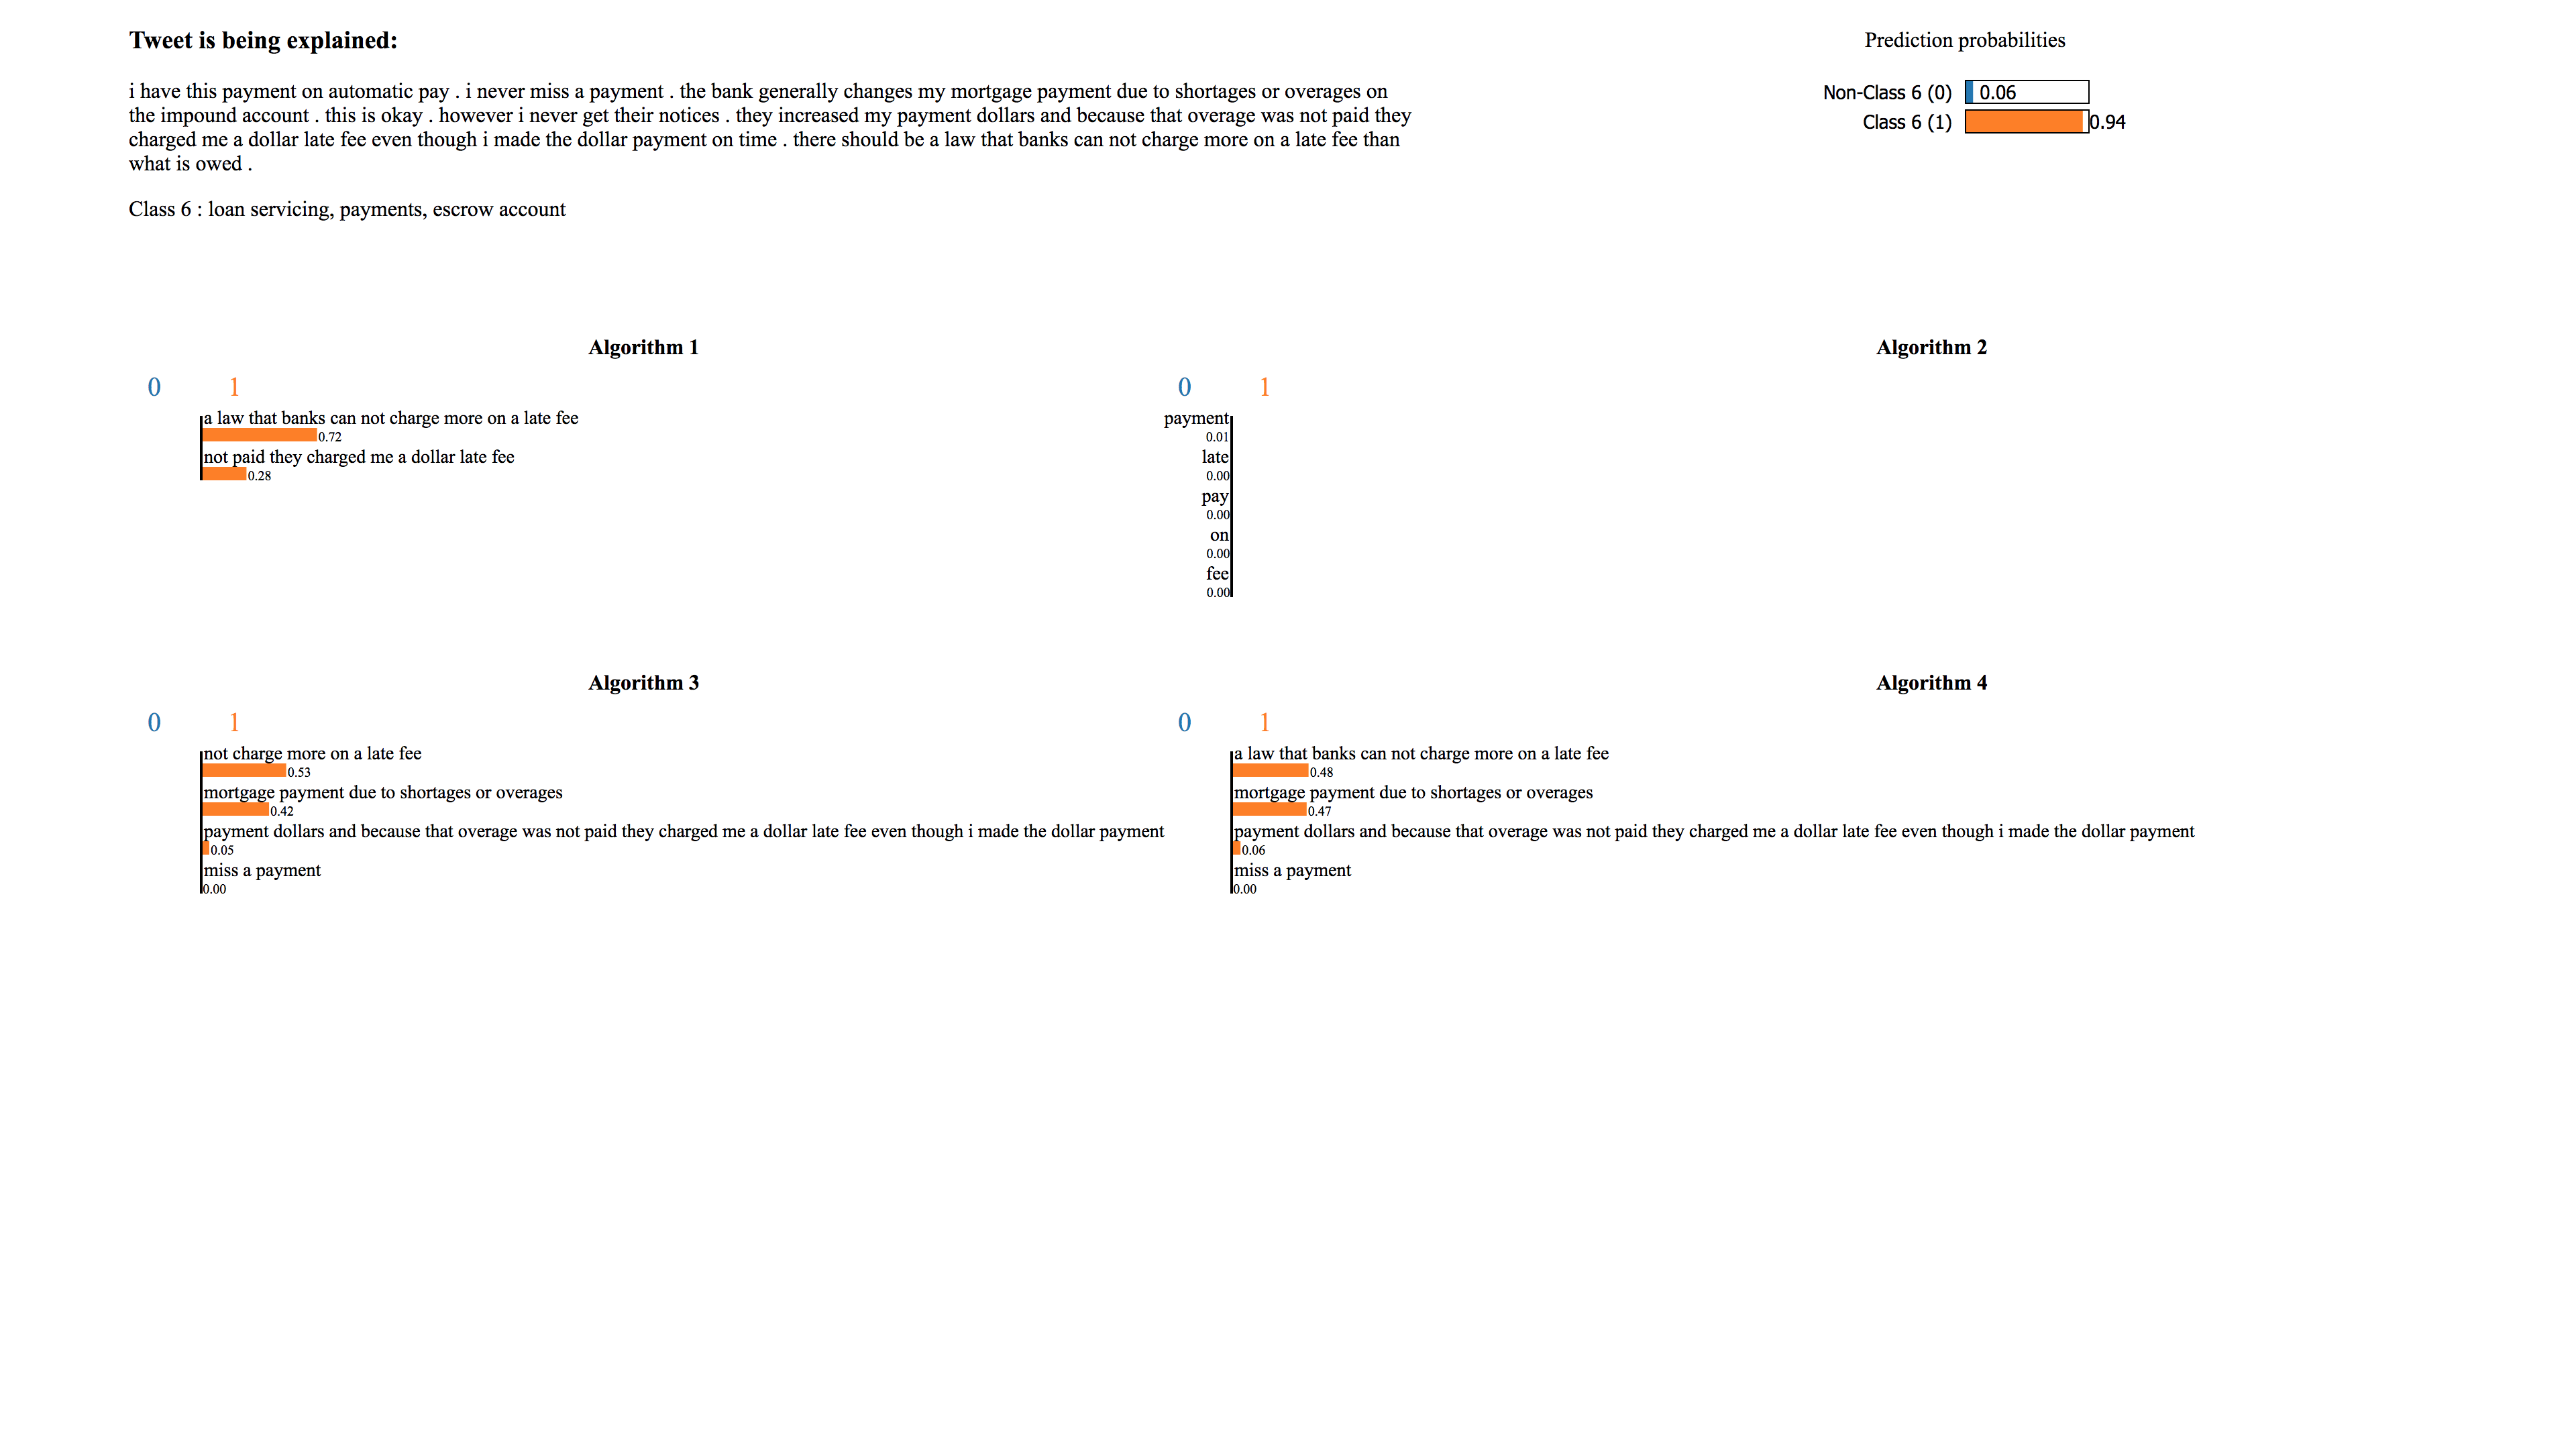 Tweet is being explained:
i have this payment on automatic pay . i never miss a payment . the bank generally changes my mortgage payment due to shortages or overages on
the impound account . this is okay . however i never get their notices . they increased my payment dollars and because that overage was not paid they
charged me a dollar late fee even though i made the dollar payment on time . there should be a law that banks can not charge more on a late fee than
what is owed .
Class 6 : loan servicing, payments, escrow account
Prediction probabilities
Non-Class 6 (0) 0.06
Class 6 (1) 0.94
Algorithm 1
0 1
a law that banks can not charge more on a late fee
0.72
not paid they charged me a dollar late fee
0.28
Algorithm 2
0 1
payment
0.01
late
0.00
pay
0.00
on
0.00
fee
0.00
Algorithm 3
0 1
not charge more on a late fee
0.53
mortgage payment due to shortages or overages
0.42
payment dollars and because that overage was not paid they charged me a dollar late fee even though i made the dollar payment
0.05
miss a payment
0.00
Algorithm 4
0 1
a law that banks can not charge more on a late fee
0.48
mortgage payment due to shortages or overages
0.47
payment dollars and because that overage was not paid they charged me a dollar late fee even though i made the dollar payment
0.06
miss a payment
0.00